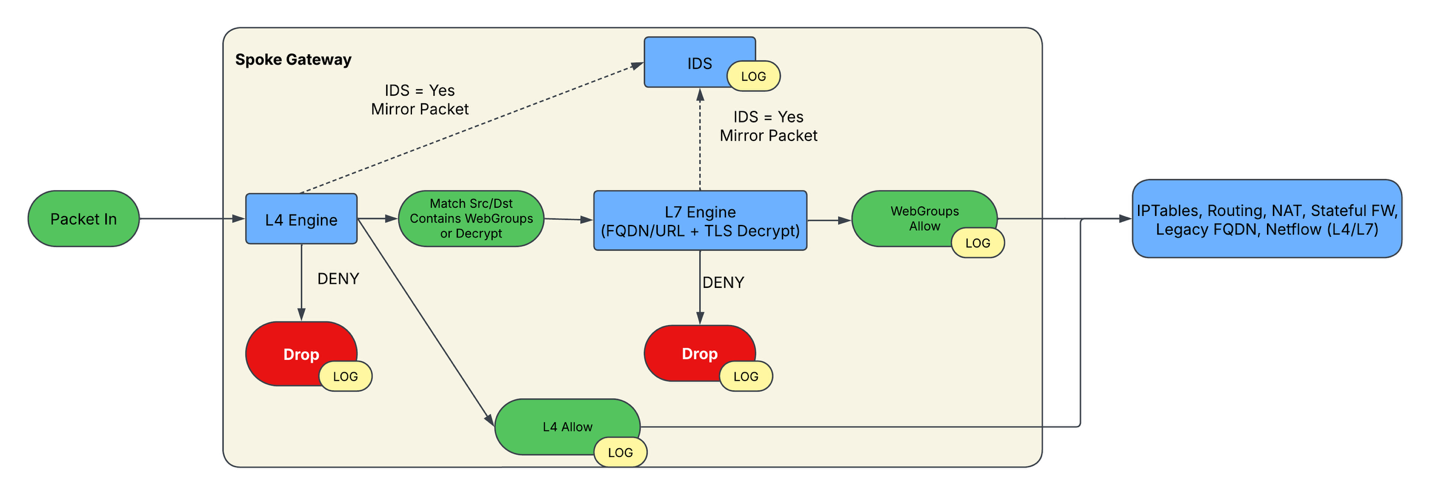 Spoke Gateway
IDS
LOG
IDS = Yes
Mirror Packet
IDS = Yes
Mirror Packet
Packet In
L4 Engine
Match Src/Dst
Contains WebGroups
or Decrypt
L7 Engine
(FQDN/URL + TLS Decrypt)
WebGroups
Allow
LOG
IPTables, Routing, NAT, Stateful FW,
Legacy FQDN, Netflow (L4/L7)
DENY
DENY
Drop
LOG
Drop
LOG
L4 Allow
LOG